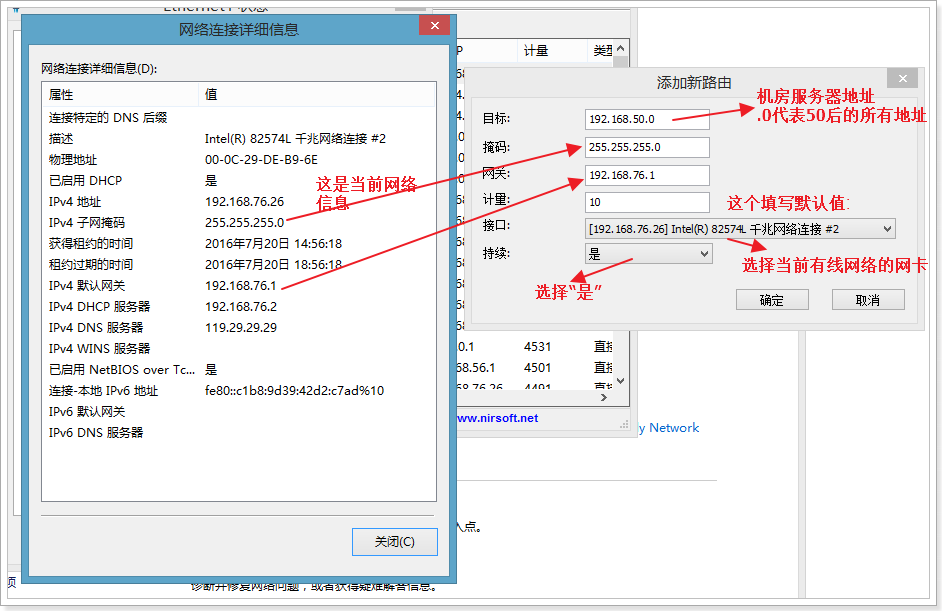 网络连接详细信息
网络连接详细信息(D):
属性 值
连接特定的 DNS 后缀
描述 Intel(R) 82574L 千兆网络连接 #2
物理地址 00-0C-29-DE-B9-6E
已启用 DHCP 是
IPv4 地址 192.168.76.26
IPv4 子网掩码 255.255.255.0
获得租约的时间 2016年7月20日 14:56:18
租约过期的时间 2016年7月20日 18:56:18
IPv4 默认网关 192.168.76.1
IPv4 DHCP 服务器 192.168.76.2
IPv4 DNS 服务器 119.29.29.29
IPv4 WINS 服务器
已启用 NetBIOS over Tc... 是
连接-本地 IPv6 地址 fe80::c1b8:9d39:42d2:c7ad%10
IPv6 默认网关
IPv6 DNS 服务器
关闭(C)
这是当前网络
信息
计量 类型
添加新路由
目标: 192.168.50.0
掩码: 255.255.255.0
网关: 192.168.76.1
计量: 10
接口: [192.168.76.26] Intel(R) 82574L 千兆网络连接 #2
持续: 是
确定 取消
机房服务器地址
.0代表50后的所有地址
这个填写默认值:
选择当前有线网络的网卡
选择“是”
.0.1 4531 直接
68.56.1 4501 直接
68.76.26 4491 直接
www.nirsoft.net
y Network
入点。
页
诊断并修复网络问题，或者获得疑难解答信息。